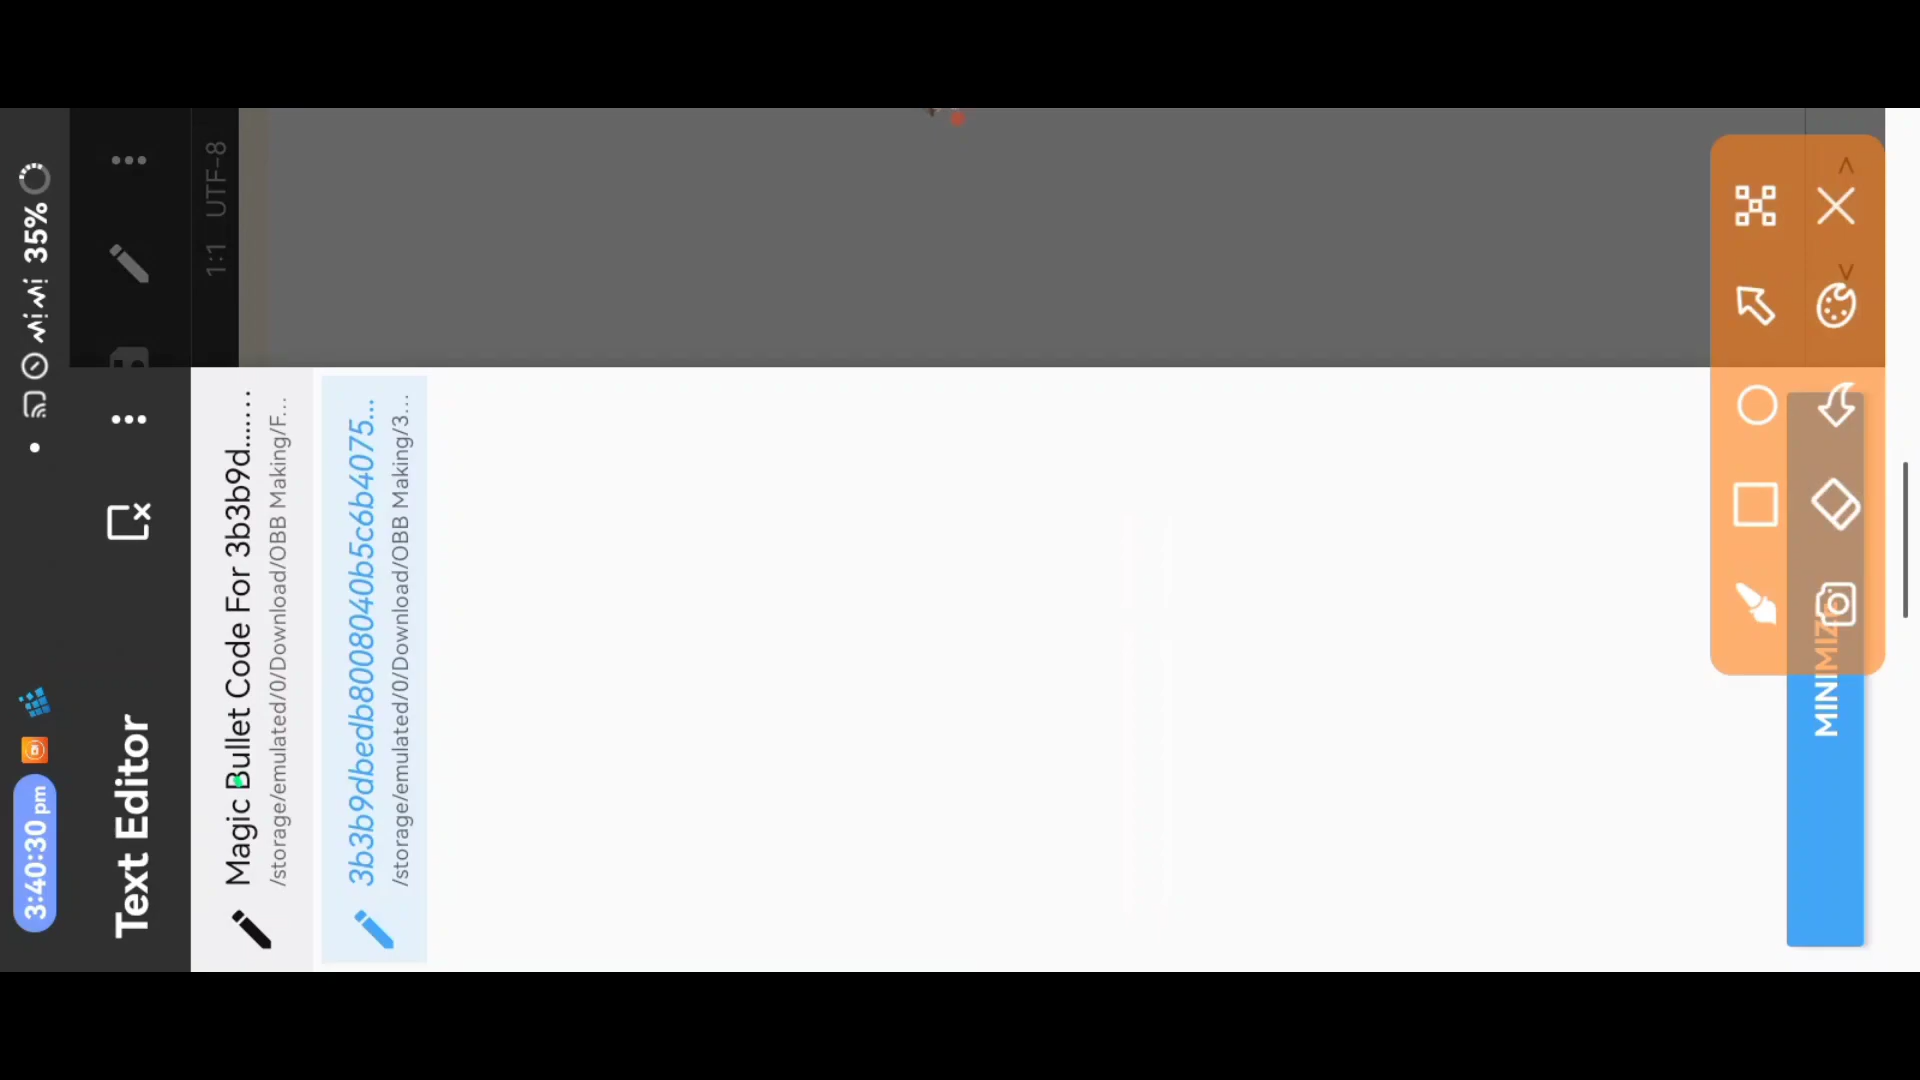 3:40:30 pm
35%
Text Editor
1:1 UTF-8
Magic Bullet Code For 3b3b9d......…
/storage/emulated/0/Download/OBB Making/F...
3b3b9dbedb8008040b5c6b4075...
/storage/emulated/0/Download/OBB Making/3...
MINIMIZE